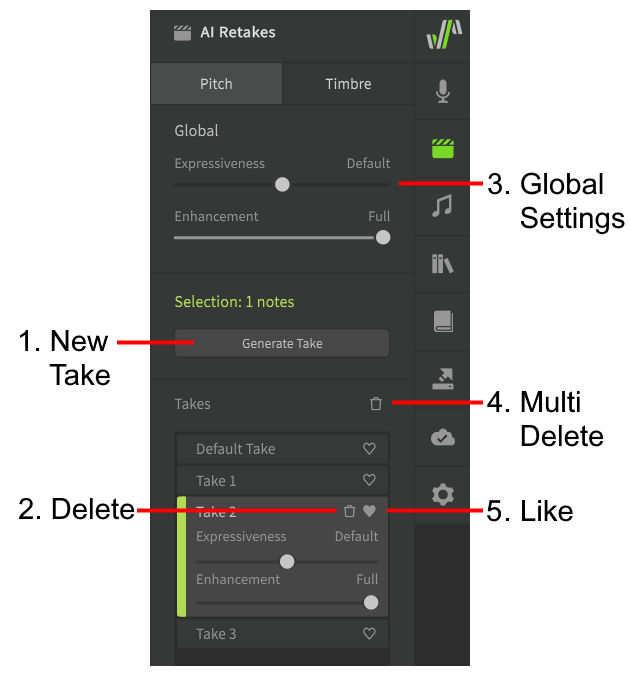 AI Retakes
Pitch
Timbre
Global
Expressiveness Default
3. Global
Settings
Enhancement Full
Selection: 1 notes
1. New
Take
Generate Take
Takes
4. Multi
Delete
Default Take
Take 1
2. Delete
Take 2
5. Like
Expressiveness Default
Enhancement Full
Take 3